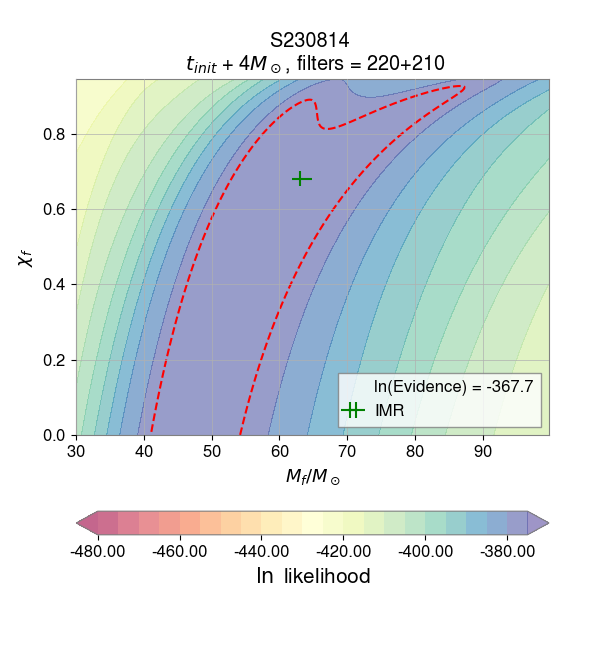 S230814
t_init + 4M_⊙, filters = 220+210
0.8
0.6
0.4
0.2
0.0
χ_f
30 40 50 60 70 80 90
M_f/M_⊙
ln(Evidence) = -367.7
IMR
-480.00 -460.00 -440.00 -420.00 -400.00 -380.00
ln likelihood